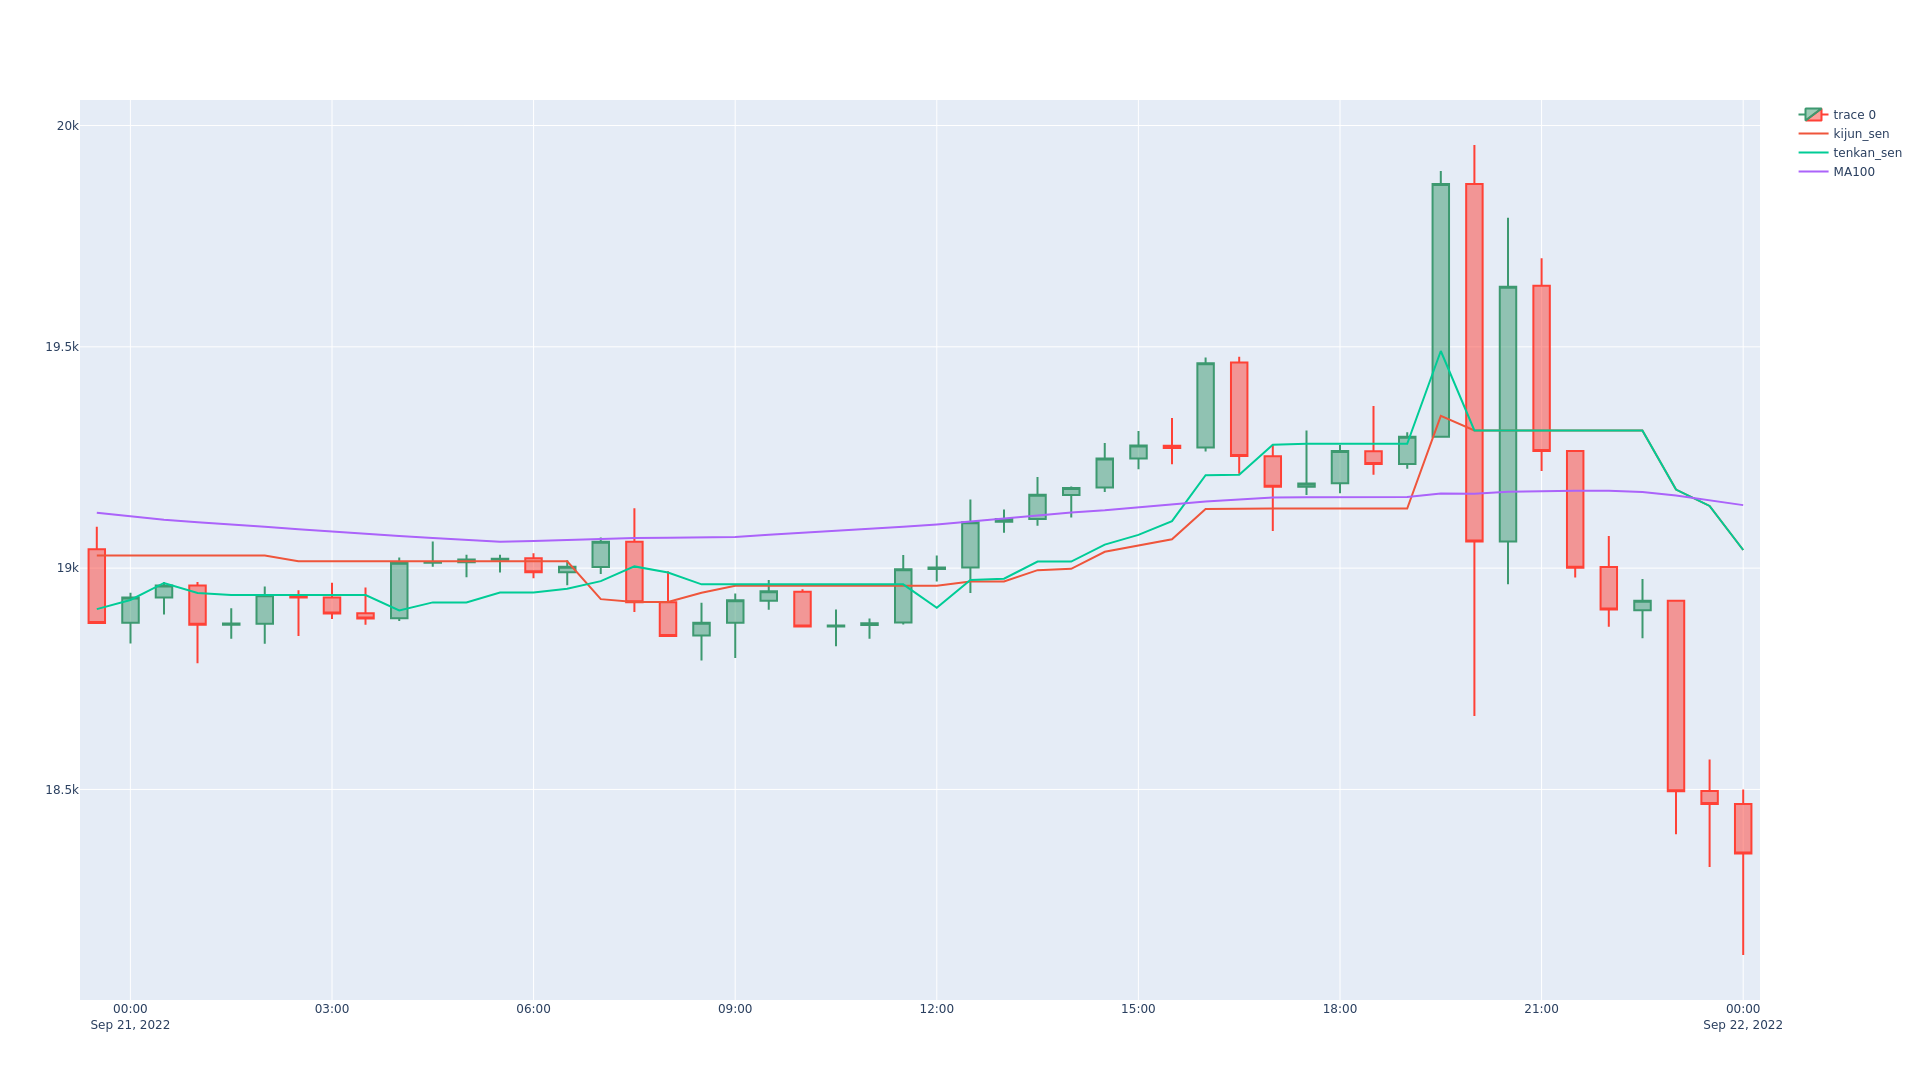 20k
19.5k
19k
18.5k
00:00
Sep 21, 2022
03:00
06:00
09:00
12:00
15:00
18:00
21:00
00:00
Sep 22, 2022
trace 0
kijun_sen
tenkan_sen
MA100